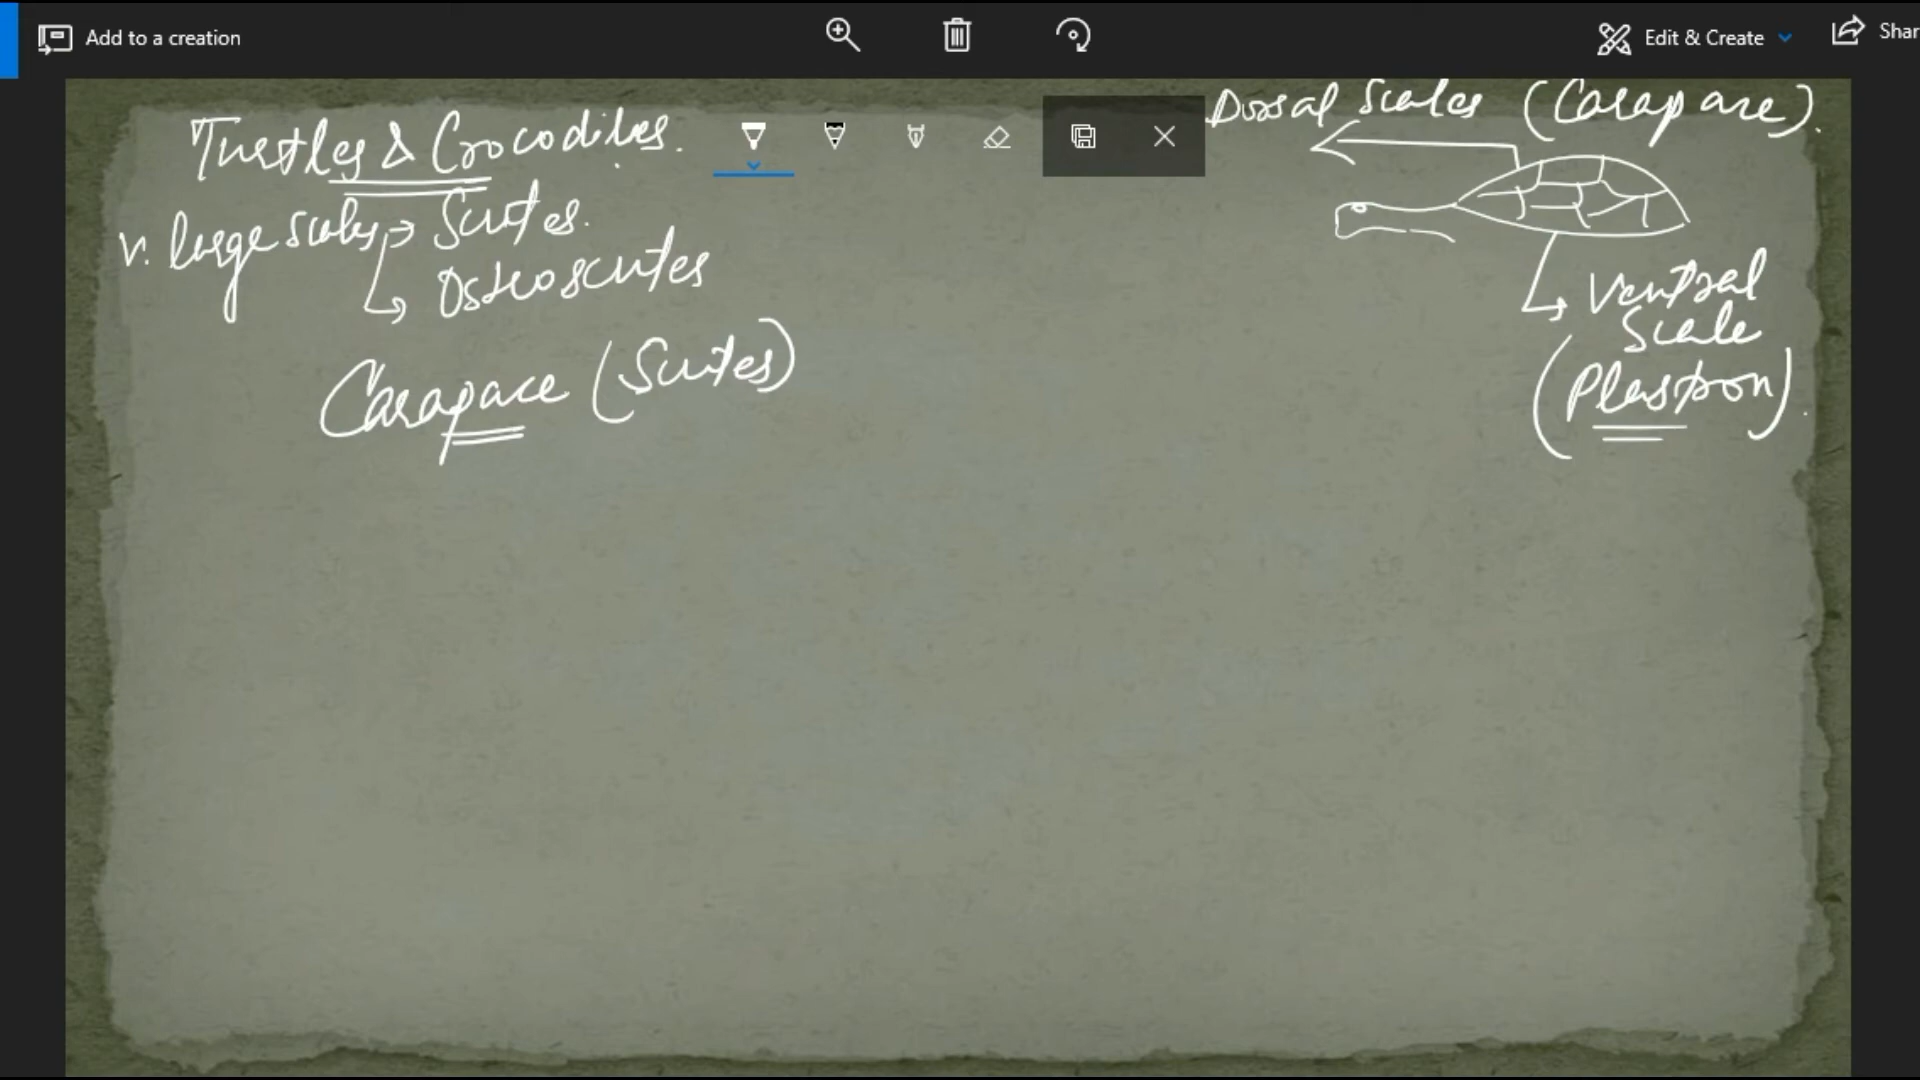 Add to a creation
Edit & Create
Shar
Turtles & Crocodiles.
v. large scales → Scutes.
↳ Osteoscutes
Carapace (Scutes)
Dorsal Scales (Carapace).
↳ Ventral
Scale
(Plastron).